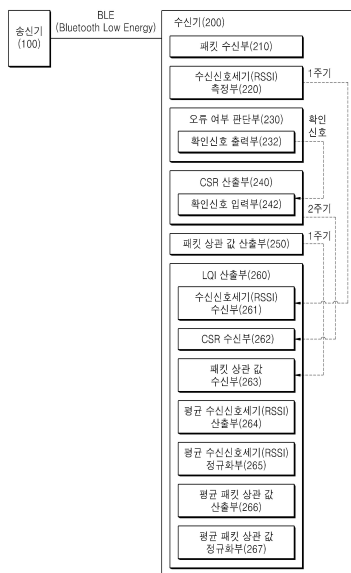 송신기
(100)
BLE
(Bluetooth Low Energy)
수신기(200)
패킷 수신부(210)
수신신호세기(RSSI)
측정부(220)
1주기
오류 여부 판단부(230)
확인신호 출력부(232)
확인
신호
CSR 산출부(240)
확인신호 입력부(242)
2주기
패킷 상관 값 산출부(250)
1주기
LQI 산출부(260)
수신신호세기(RSSI)
수신부(261)
CSR 수신부(262)
패킷 상관 값
수신부(263)
평균 수신신호세기(RSSI)
산출부(264)
평균 수신신호세기(RSSI)
정규화부(265)
평균 패킷 상관 값
산출부(266)
평균 패킷 상관 값
정규화부(267)